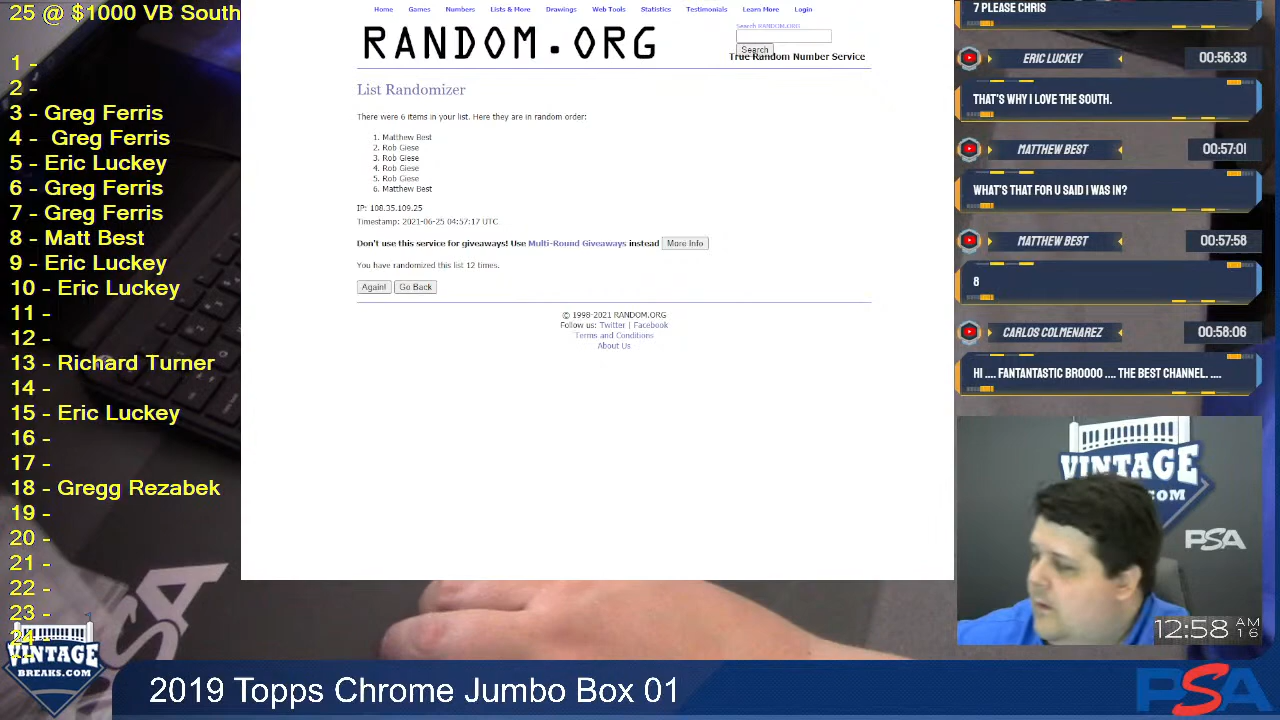 25 @ $1000 VB South
1 -
2 -
3 - Greg Ferris
4 - Greg Ferris
5 - Eric Luckey
6 - Greg Ferris
7 - Greg Ferris
8 - Matt Best
9 - Eric Luckey
10 - Eric Luckey
11 -
12 -
13 - Richard Turner
14 -
15 - Eric Luckey
16 -
17 -
18 - Gregg Rezabek
19 -
20 -
21 -
22 -
23 -
24 -
VINTAGE
BREAKS.COM
Home Games Numbers Lists & More Drawings Web Tools Statistics Testimonials Learn More Login
RANDOM.ORG
Search RANDOM.ORG
Search
True Random Number Service
List Randomizer
There were 6 items in your list. Here they are in random order:
1. Matthew Best
2. Rob Giese
3. Rob Giese
4. Rob Giese
5. Rob Giese
6. Matthew Best
IP: 108.35.109.25
Timestamp: 2021-06-25 04:57:17 UTC
Don't use this service for giveaways! Use Multi-Round Giveaways instead More Info
You have randomized this list 12 times.
Again! Go Back
© 1998-2021 RANDOM.ORG
Follow us: Twitter | Facebook
Terms and Conditions
About Us
7 PLEASE CHRIS
ERIC LUCKEY 00:56:33
THAT'S WHY I LOVE THE SOUTH.
MATTHEW BEST 00:57:01
WHAT'S THAT FOR U SAID I WAS IN?
MATTHEW BEST 00:57:58
8
CARLOS COLMENAREZ 00:58:06
HI .... FANTANTASTIC BROOOO .... THE BEST CHANNEL. ....
VINTAGE
.COM
PSA
12:58 AM
16
2019 Topps Chrome Jumbo Box 01
PSA